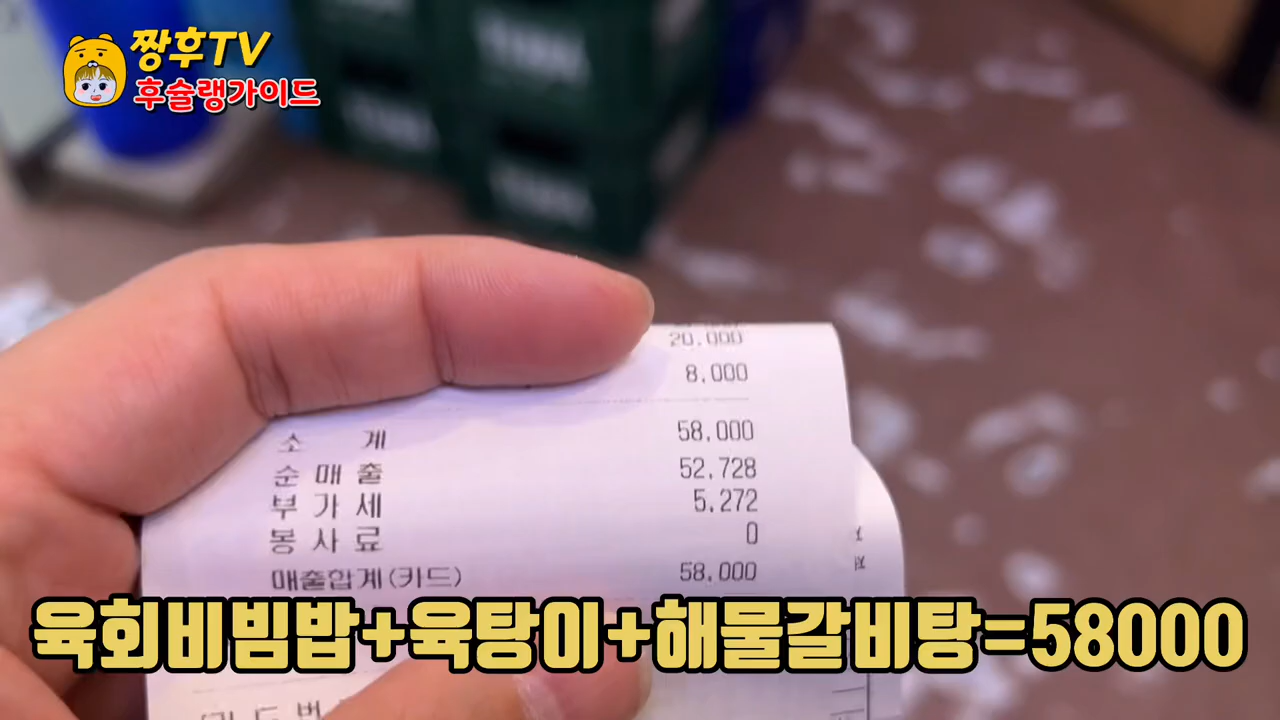 짱후TV
후슐랭가이드
20,000
8,000
소 계 58,000
순 매 출 52,728
부 가 세 5,272
봉 사 료 0
매출합계(카드) 58,000
육회비빔밥+육탕이+해물갈비탕=58000